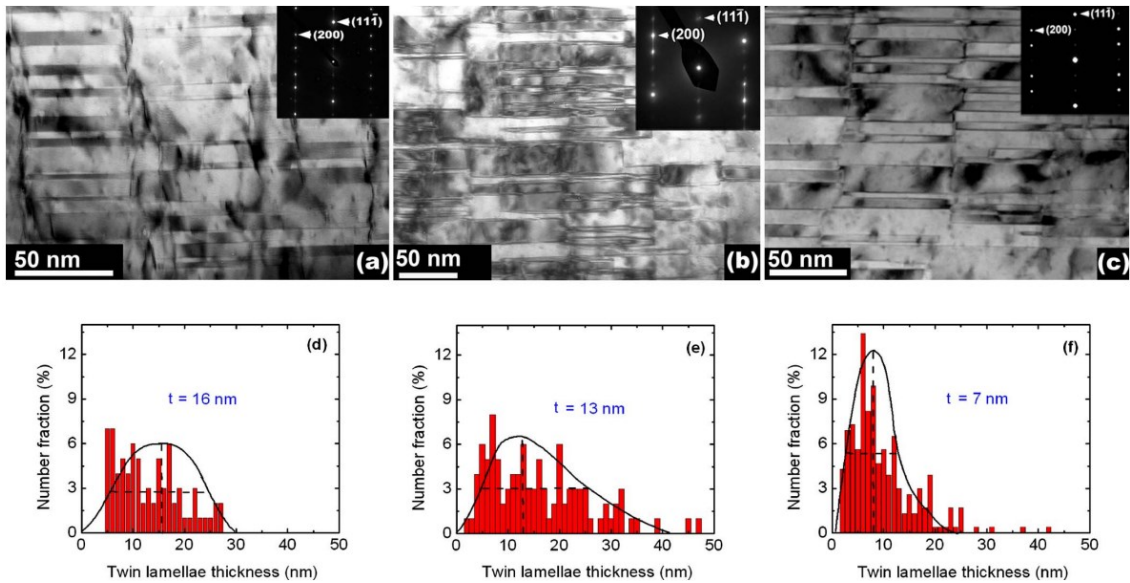 (111̄)
(200)
50 nm
(a)
(111̄)
(200)
50 nm
(b)
(111̄)
(200)
50 nm
(c)
(d)
t = 16 nm
Number fraction (%)
12
9
6
3
0
0 10 20 30 40 50
Twin lamellae thickness (nm)
(e)
t = 13 nm
Number fraction (%)
12
9
6
3
0
0 10 20 30 40 50
Twin lamellae thickness (nm)
(f)
t = 7 nm
Number fraction (%)
12
9
6
3
0
0 10 20 30 40 50
Twin lamellae thickness (nm)